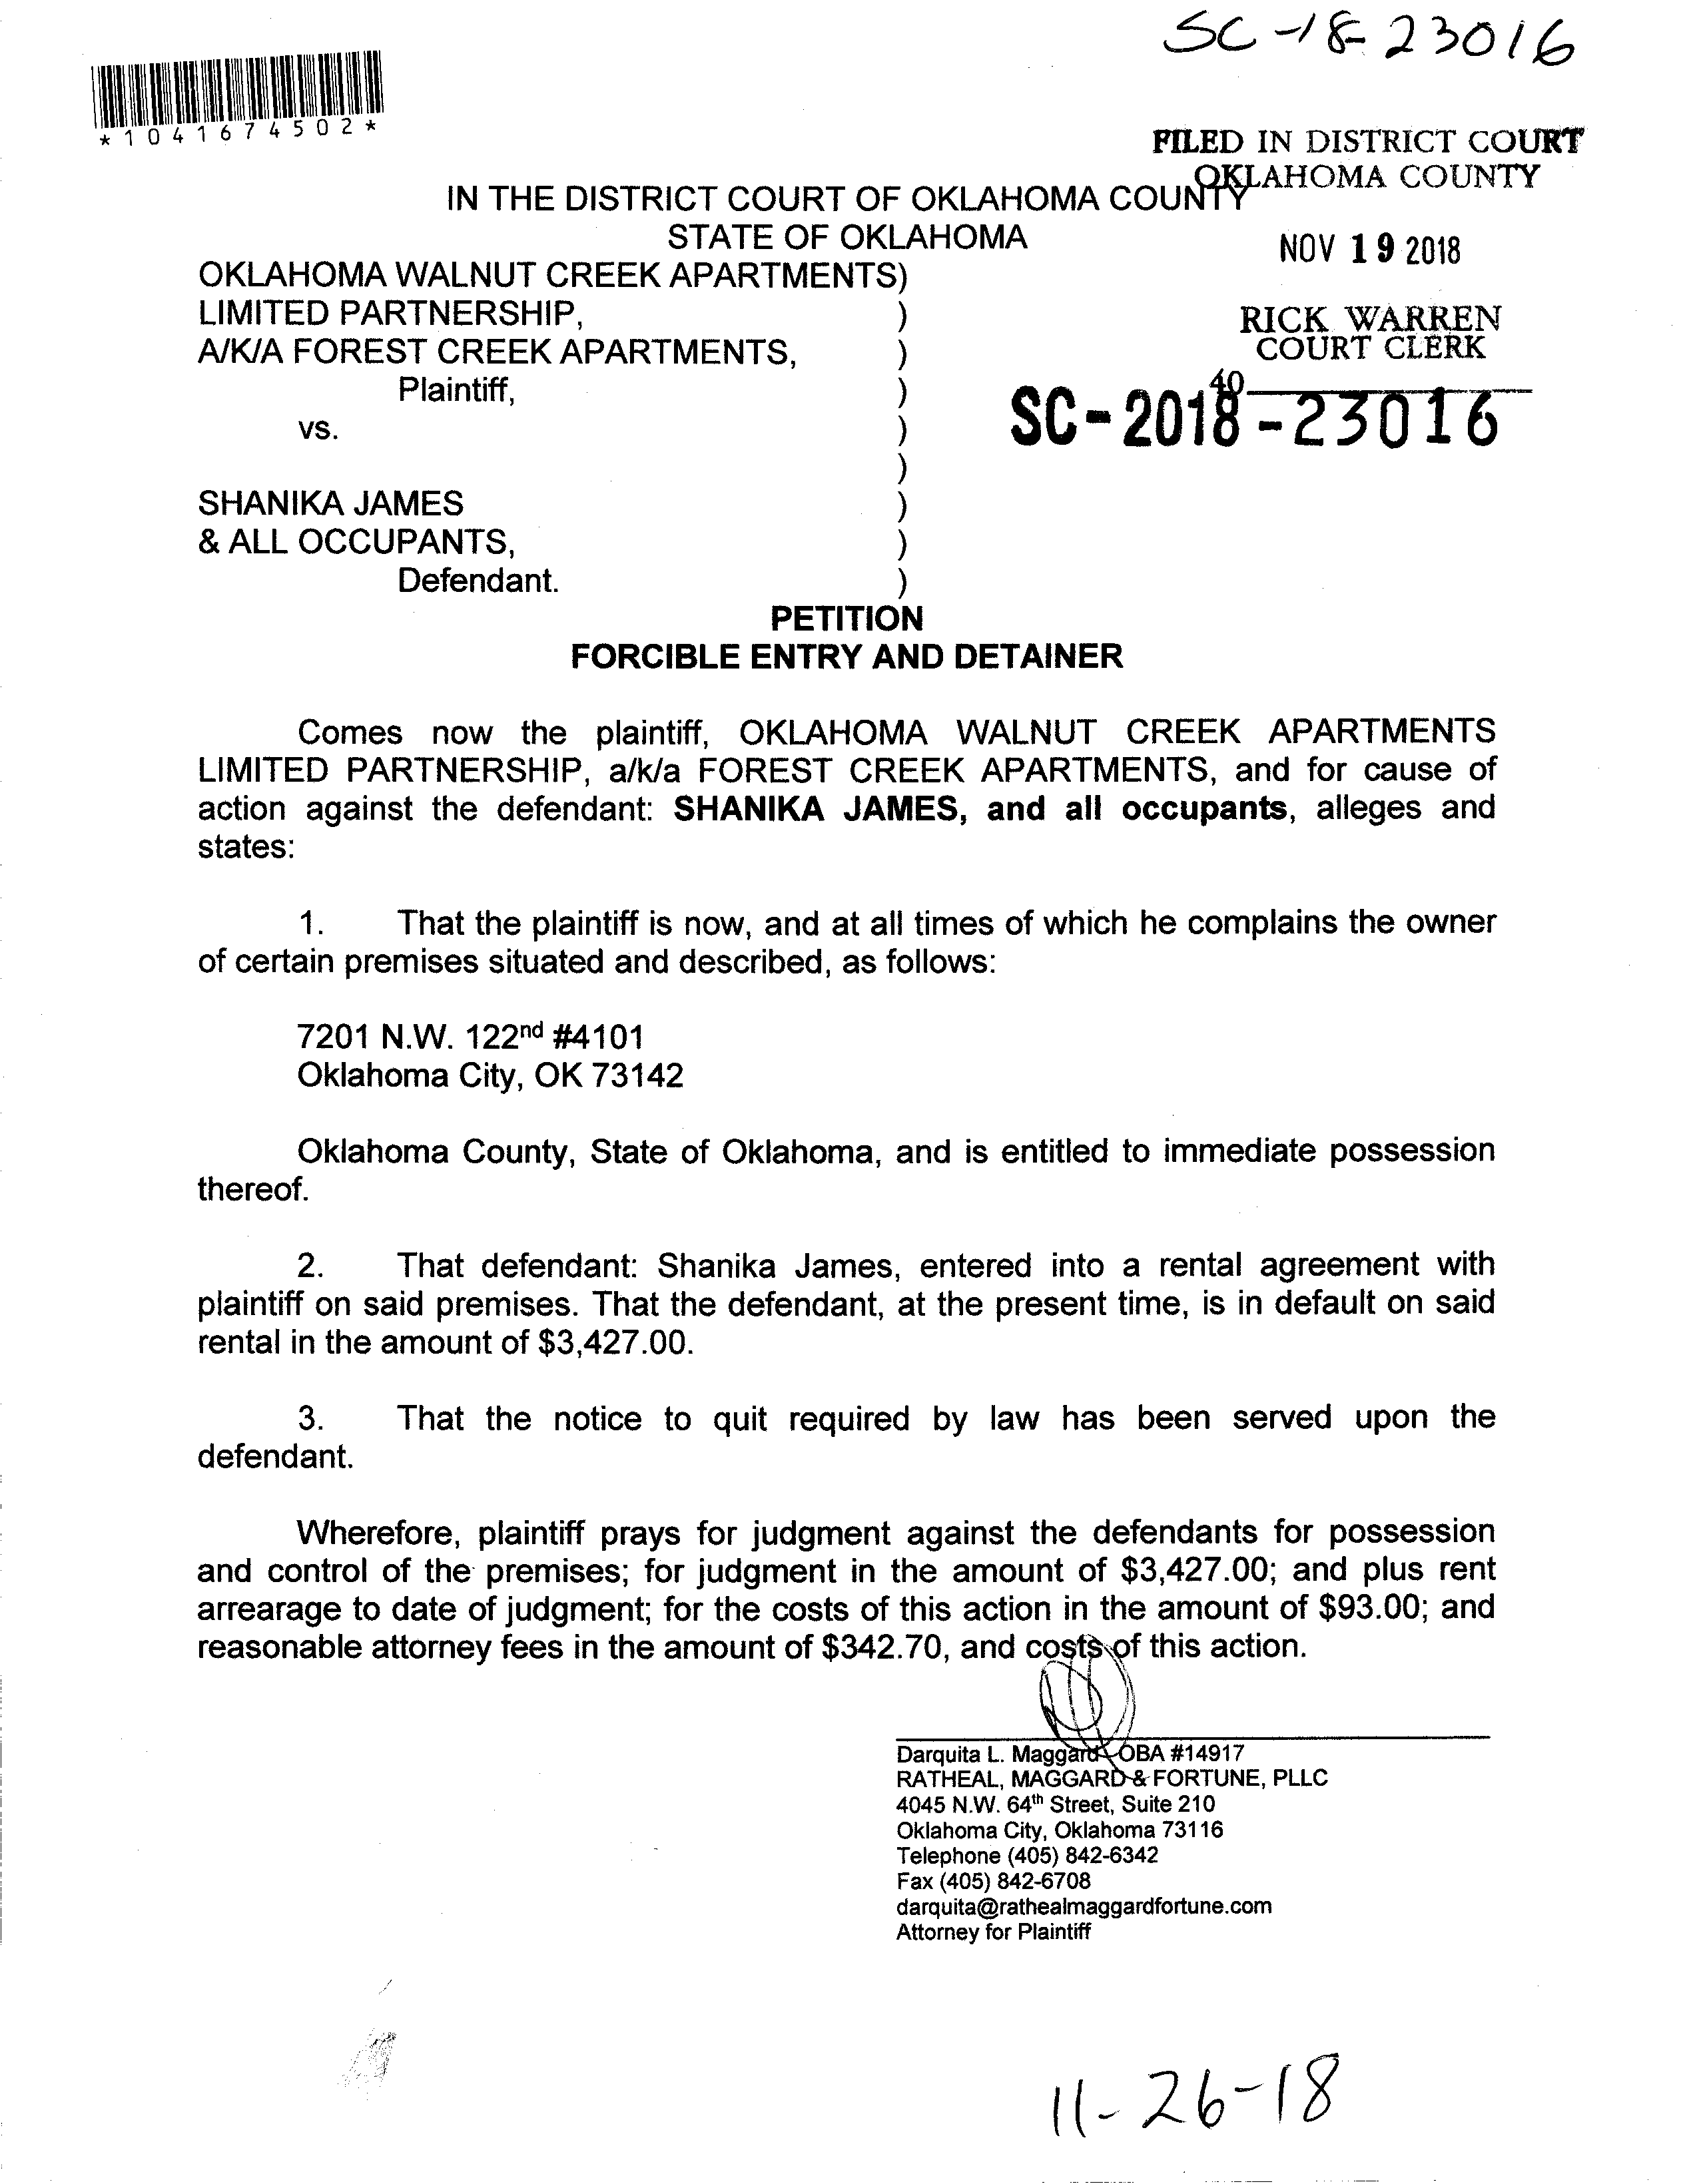 SC-18-23016
*1041674502*
FILED IN DISTRICT COURT
OKLAHOMA COUNTY
IN THE DISTRICT COURT OF OKLAHOMA COUNTY
STATE OF OKLAHOMA
NOV 19 2018
OKLAHOMA WALNUT CREEK APARTMENTS)
LIMITED PARTNERSHIP, )
RICK WARREN
COURT CLERK
A/K/A FOREST CREEK APARTMENTS, )
Plaintiff, )
40
SC-2018-23016
vs. )
)
SHANIKA JAMES )
& ALL OCCUPANTS, )
Defendant. )
PETITION
FORCIBLE ENTRY AND DETAINER
Comes now the plaintiff, OKLAHOMA WALNUT CREEK APARTMENTS
LIMITED PARTNERSHIP, a/k/a FOREST CREEK APARTMENTS, and for cause of
action against the defendant: SHANIKA JAMES, and all occupants, alleges and
states:
1. That the plaintiff is now, and at all times of which he complains the owner
of certain premises situated and described, as follows:
7201 N.W. 122nd #4101
Oklahoma City, OK 73142
Oklahoma County, State of Oklahoma, and is entitled to immediate possession
thereof.
2. That defendant: Shanika James, entered into a rental agreement with
plaintiff on said premises. That the defendant, at the present time, is in default on said
rental in the amount of $3,427.00.
3. That the notice to quit required by law has been served upon the
defendant.
Wherefore, plaintiff prays for judgment against the defendants for possession
and control of the premises; for judgment in the amount of $3,427.00; and plus rent
arrearage to date of judgment; for the costs of this action in the amount of $93.00; and
reasonable attorney fees in the amount of $342.70, and costs of this action.
Darquita L. Maggard OBA #14917
RATHEAL, MAGGARD & FORTUNE, PLLC
4045 N.W. 64th Street, Suite 210
Oklahoma City, Oklahoma 73116
Telephone (405) 842-6342
Fax (405) 842-6708
darquita@rathealmaggardfortune.com
Attorney for Plaintiff
11-26-18